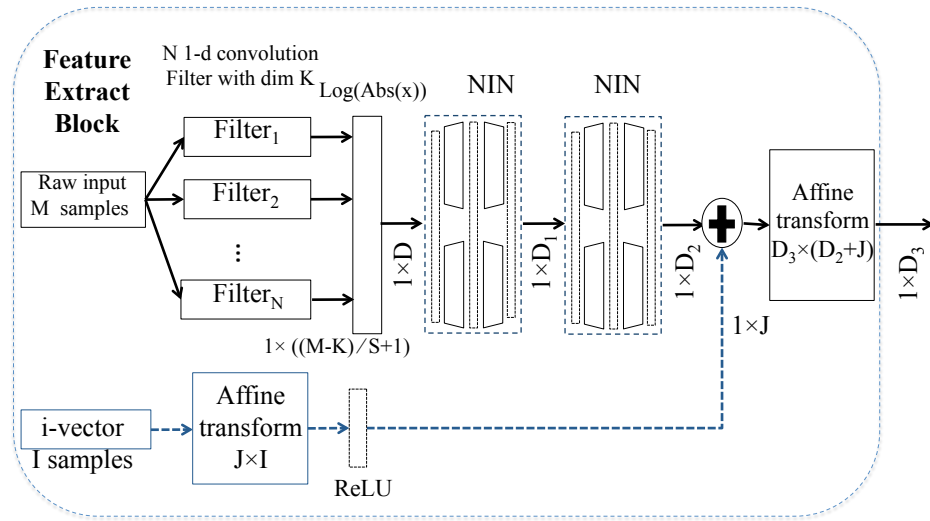 Feature
Extract
Block
N 1-d convolution
Filter with dim K
Log(Abs(x))
NIN
NIN
Raw input
M samples
Filter1
Filter2
...
FilterN
1× ((M-K)/S+1)
1×D
1×D1
1×D2
1×J
Affine
transform
D3×(D2+J)
1×D3
i-vector
I samples
Affine
transform
J×I
ReLU